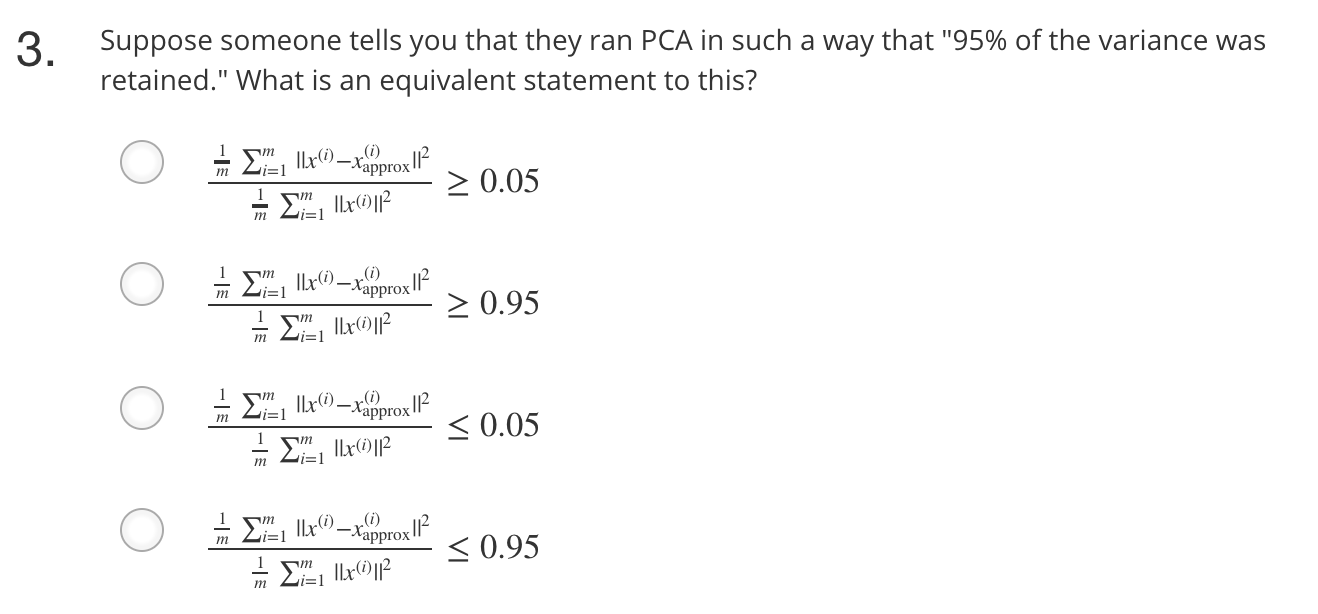 3. Suppose someone tells you that they ran PCA in such a way that "95% of the variance was
retained." What is an equivalent statement to this?
\frac{\frac{1}{m} \sum_{i=1}^{m} ||x^{(i)} - x_{\text{approx}}^{(i)}||^2}{\frac{1}{m} \sum_{i=1}^{m} ||x^{(i)}||^2} ≥ 0.05
\frac{\frac{1}{m} \sum_{i=1}^{m} ||x^{(i)} - x_{\text{approx}}^{(i)}||^2}{\frac{1}{m} \sum_{i=1}^{m} ||x^{(i)}||^2} ≥ 0.95
\frac{\frac{1}{m} \sum_{i=1}^{m} ||x^{(i)} - x_{\text{approx}}^{(i)}||^2}{\frac{1}{m} \sum_{i=1}^{m} ||x^{(i)}||^2} ≤ 0.05
\frac{\frac{1}{m} \sum_{i=1}^{m} ||x^{(i)} - x_{\text{approx}}^{(i)}||^2}{\frac{1}{m} \sum_{i=1}^{m} ||x^{(i)}||^2} ≤ 0.95